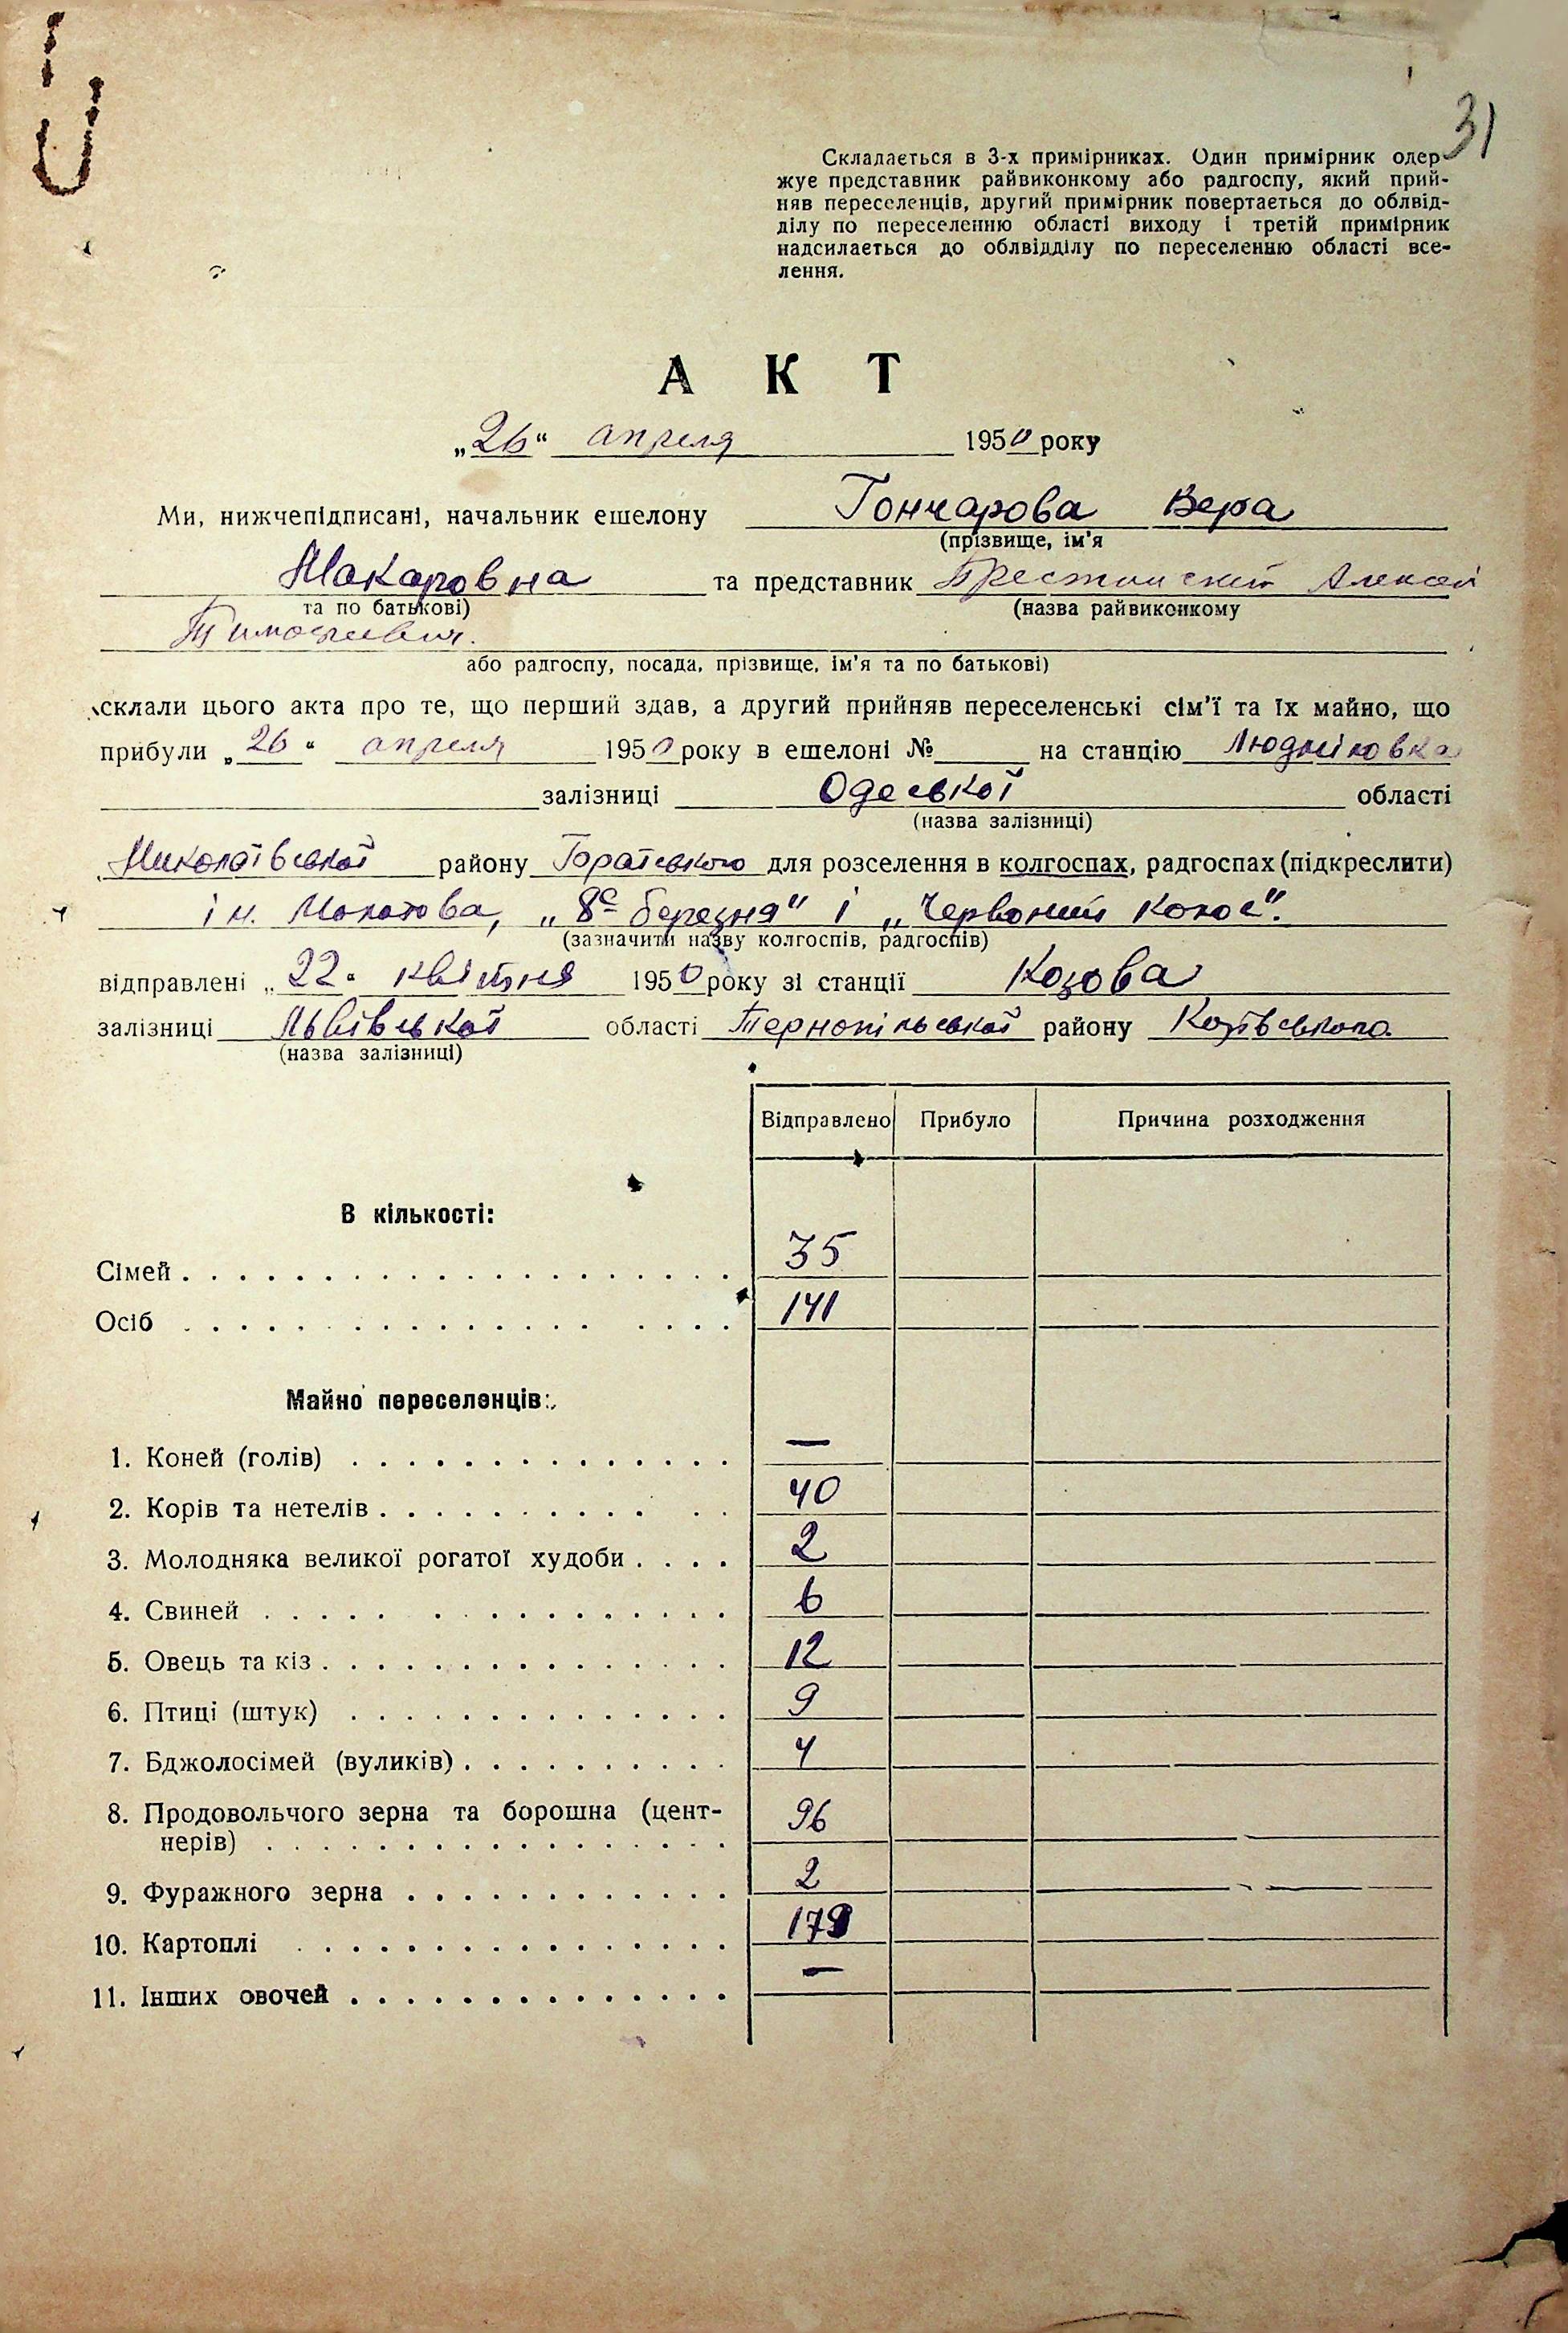 31
Складається в 3-х примірниках. Один примірник одер-
жує представник райвиконкому або радгоспу, який прий-
няв переселенців, другий примірник повертається до облвід-
ділу по переселенню області виходу і третій примірник
надсилається до облвідділу по переселенню області все-
лення.
АКТ
„26“ апреля 1950 року
Ми, нижчепідписані, начальник ешелону Гончарова Вера
(прізвище, ім'я
Макаровна та представник Алексей
та по батькові) (назва райвиконкому
Тимофеевич.
або радгоспу, посада, прізвище, ім'я та по батькові)
склали цього акта про те, що перший здав, а другий прийняв переселенські сім'ї та їх майно, що
прибули „26“ апреля 1950 року в ешелоні № на станцію
залізниці Одеської області
(назва залізниці)
Миколаївської району для розселення в колгоспах, радгоспах (підкреслити)
ім. Молотова, „8е березня" і „Червоний колос".
(зазначити назву колгоспів, радгоспів)
відправлені „22" квітня 1950 року зі станції Козова
залізниці Львівської області Тернопільської району Козівського
(назва залізниці)
Відправлено Прибуло Причина розходження
В кількості:
Сімей . . . . . . . . . . . . . . . . . . . . 35
Осіб . . . . . . . . . . . . . . . . . . . . 141
Майно переселенців:
1. Коней (голів) . . . . . . . . . . . . . . —
2. Корів та нетелів . . . . . . . . . . . . 40
3. Молодняка великої рогатої худоби . . . . 2
4. Свиней . . . . . . . . . . . . . . . . 6
5. Овець та кіз . . . . . . . . . . . . . . . 12
6. Птиці (штук) . . . . . . . . . . . . . . 9
7. Бджолосімей (вуликів) . . . . . . . . . . 4
8. Продовольчого зерна та борошна (цент-
нерів) . . . . . . . . . . . . . . . . . 96
9. Фуражного зерна . . . . . . . . . . . . 2
10. Картоплі . . . . . . . . . . . . . . . .
11. Інших овочей . . . . . . . . . . . . . . —